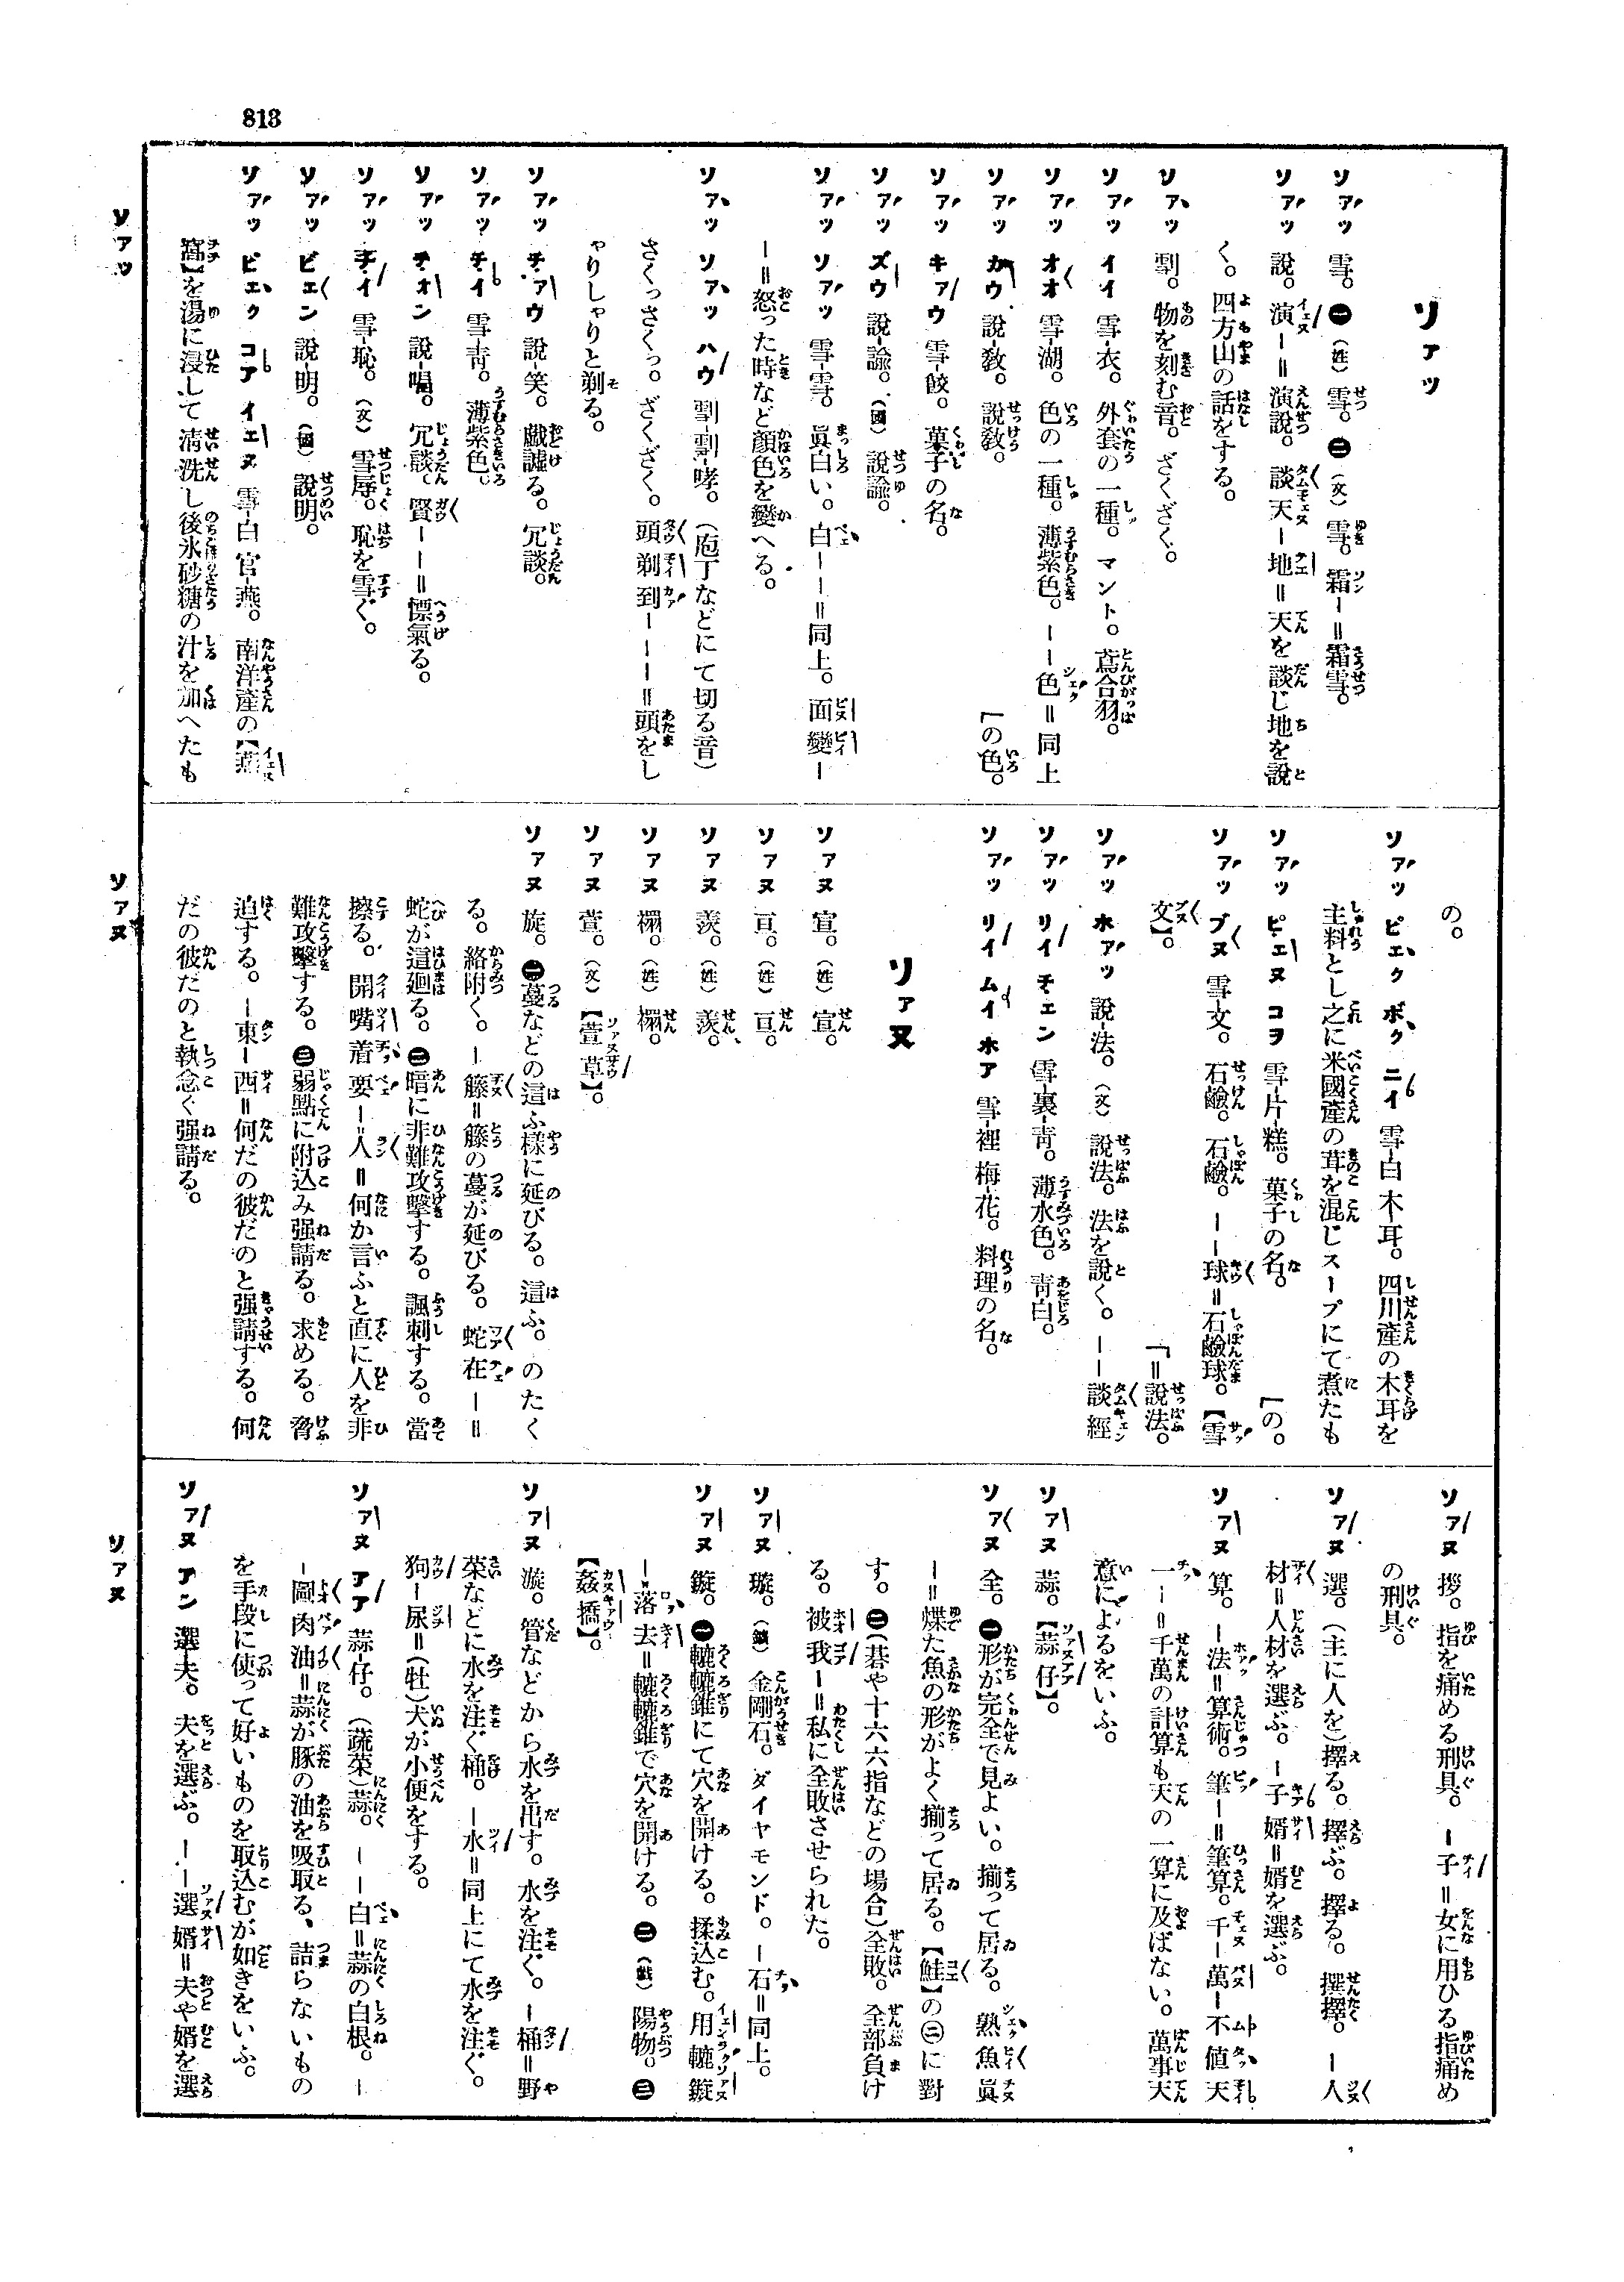 813
ソアッ
ソアッ 雪。㊀（姓）雪。㊁（文）雪。霜ー＝霜雪。
ソアッ 說。演ー＝演說。談天ー地＝天を談じ地を說
く。四方山の話をする。
ソアッ 剳。物を刻む音。ざくざく。
ソアッ イイ 雪-衣。外套の一種。マント。鳶合羽。
ソアッ オオ 雪-湖。色の一種。薄紫色。ーー色＝同上
［の色。
ソアッ カウ 說-敎。說敎。
ソアッ キアウ 雪-餃。菓子の名。
ソアッ ズウ 說-諭。（國）說諭。
ソアッ ソアッ 雪-雪。眞白い。白ーー＝同上。面變ー
ー＝怒った時など顏色を變へる。
ソアッ ソアッ ハウ 剳-剳-哮。（庖丁などにて切る音）
さくっさくっ。ざくざく。頭剃到ーーー＝頭をし
ゃりしゃりと剃る。
ソアッ チアウ 說-笑。戲謔る。冗談。
ソアッ チイ 雪-靑。薄紫色。
ソアッ チオン 說-唱。冗談。賢ーー＝慓氣る。
ソアッ チイ 雪-恥。（文）雪辱。恥を雪ぐ。
ソアッ ビエン 說-明。（國）說明。
ソアッ ピエク コア イエヌ 雪-白 官-燕。南洋產の【燕
窩】を湯に浸して淸洗し後氷砂糖の汁を加へたも
の。
ソアッ ピエク ボク ニイ 雪-白 木-耳。四川產の木耳を
主料とし之に米國產の茸を混じスープにて煮たも
［の。
ソアッ ピエヌ コヲ 雪-片-糕。菓子の名。
ソアッ ブヌ 雪-文。石鹼。石鹼。ーー球＝石鹼球。【雪
文】。
［＝說法。
ソアッ ホアッ 說-法。（文）說法。法を說く。ーー談經
ソアッ リイ チエン 雪-裏-靑。薄水色。靑白。
ソアッ リイ ムイ ホア 雪-裡 梅-花。料理の名。
ソアヌ
ソアヌ 宣。（姓）宣。
ソアヌ 亘。（姓）亘。
ソアヌ 羨。（姓）羨。
ソアヌ 禤。（姓）禤。
ソアヌ 萱。（文）【萱草】。
ソアヌ 旋。㊀蔓などの這ふ樣に延びる。這ふ。のたく
る。絡附く。ー籐＝籐の蔓が延びる。蛇在ー＝
蛇が這廻る。㊁暗に非難攻擊する。諷刺する。當
擦る。開嘴着要ー人＝何か言ふと直に人を非
難攻擊する。㊂弱點に附込み强請る。求める。脅
迫する。ー東ー西＝何だの彼だのと强請する。何
だの彼だのと執念ぐ强請る。
ソアヌ 拶。指を痛める刑具。ー子＝女に用ひる指痛め
の刑具。
ソアヌ 選。（主に人を）擇る。擇ぶ。擇る。撰擇。ー人
材＝人材を選ぶ。ー子婿＝婿を選ぶ。
ソアヌ 算。ー法＝算術。筆ー＝筆算。千ー萬ー不値天
一ー＝千萬の計算も天の一算に及ばない。萬事天
意によるをいふ。
ソアヌ 蒜。【蒜仔】。
ソアヌ 全。㊀形が完全で見よい。揃って居る。熟魚眞
ー＝煠た魚の形がよく揃って居る。【鮭】の㊁に對
す。㊁（碁や十六六指などの場合）全敗。全部負け
る。被我ー＝私に全敗させられた。
ソアヌ 璇。（鑛）金剛石。ダイヤモンド。ー石＝同上。
ソアヌ 鏇。㊀轆轤錐にて穴を開ける。揉込む。用轆鏇
ー落去＝轆轤錐で穴を開ける。㊁（戲）陽物。㊂
【姦撟】。
ソアヌ 漩。管などから水を出す。水を注ぐ。ー桶＝野
菜などに水を注ぐ桶。ー水＝同上にて水を注ぐ。
狗ー尿＝（牡）犬が小便をする。
ソアヌ アア 蒜-仔。（蔬菜）蒜。ーー白＝蒜の白根。ー
ー圖肉油＝蒜が豚の油を吸取る、詰らないもの
を手段に使って好いものを取込むが如きをいふ。
ソアヌ アン 選-夫。夫を選ぶ。ーー選婿＝夫や婿を選
ソアッ
ソアヌ
ソアヌ